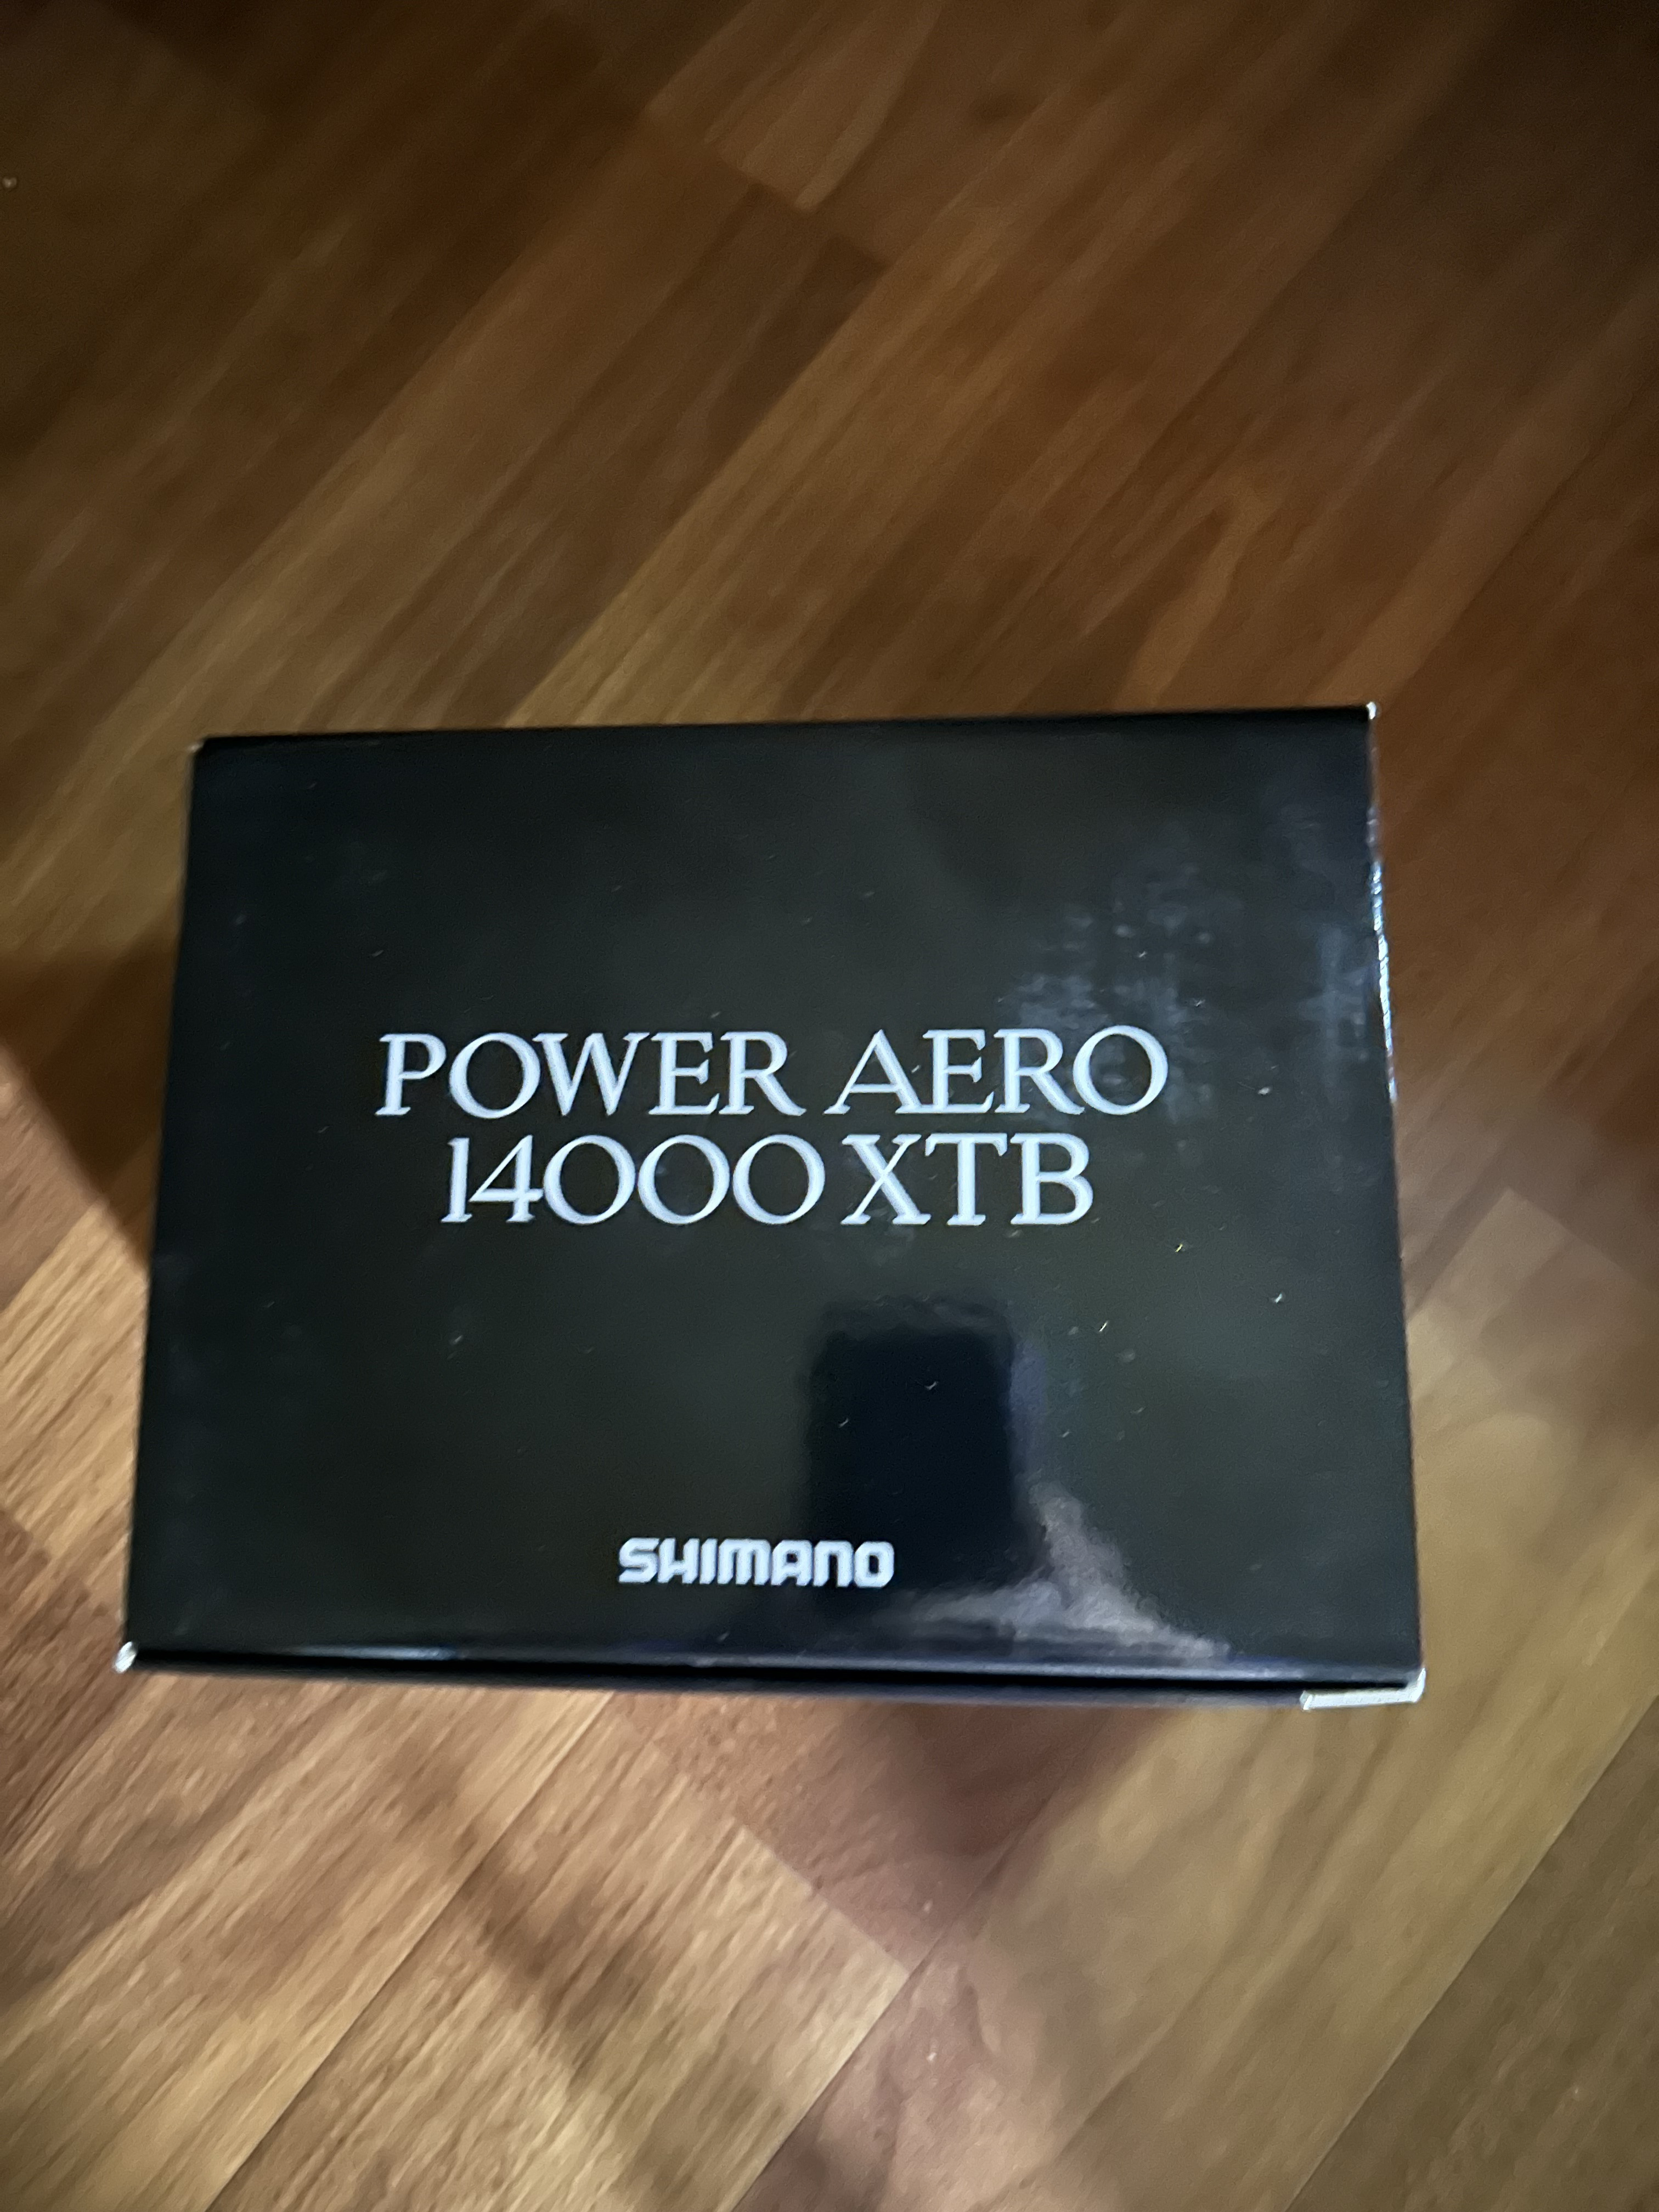 POWER AERO
14000 XTB
SHIMANO